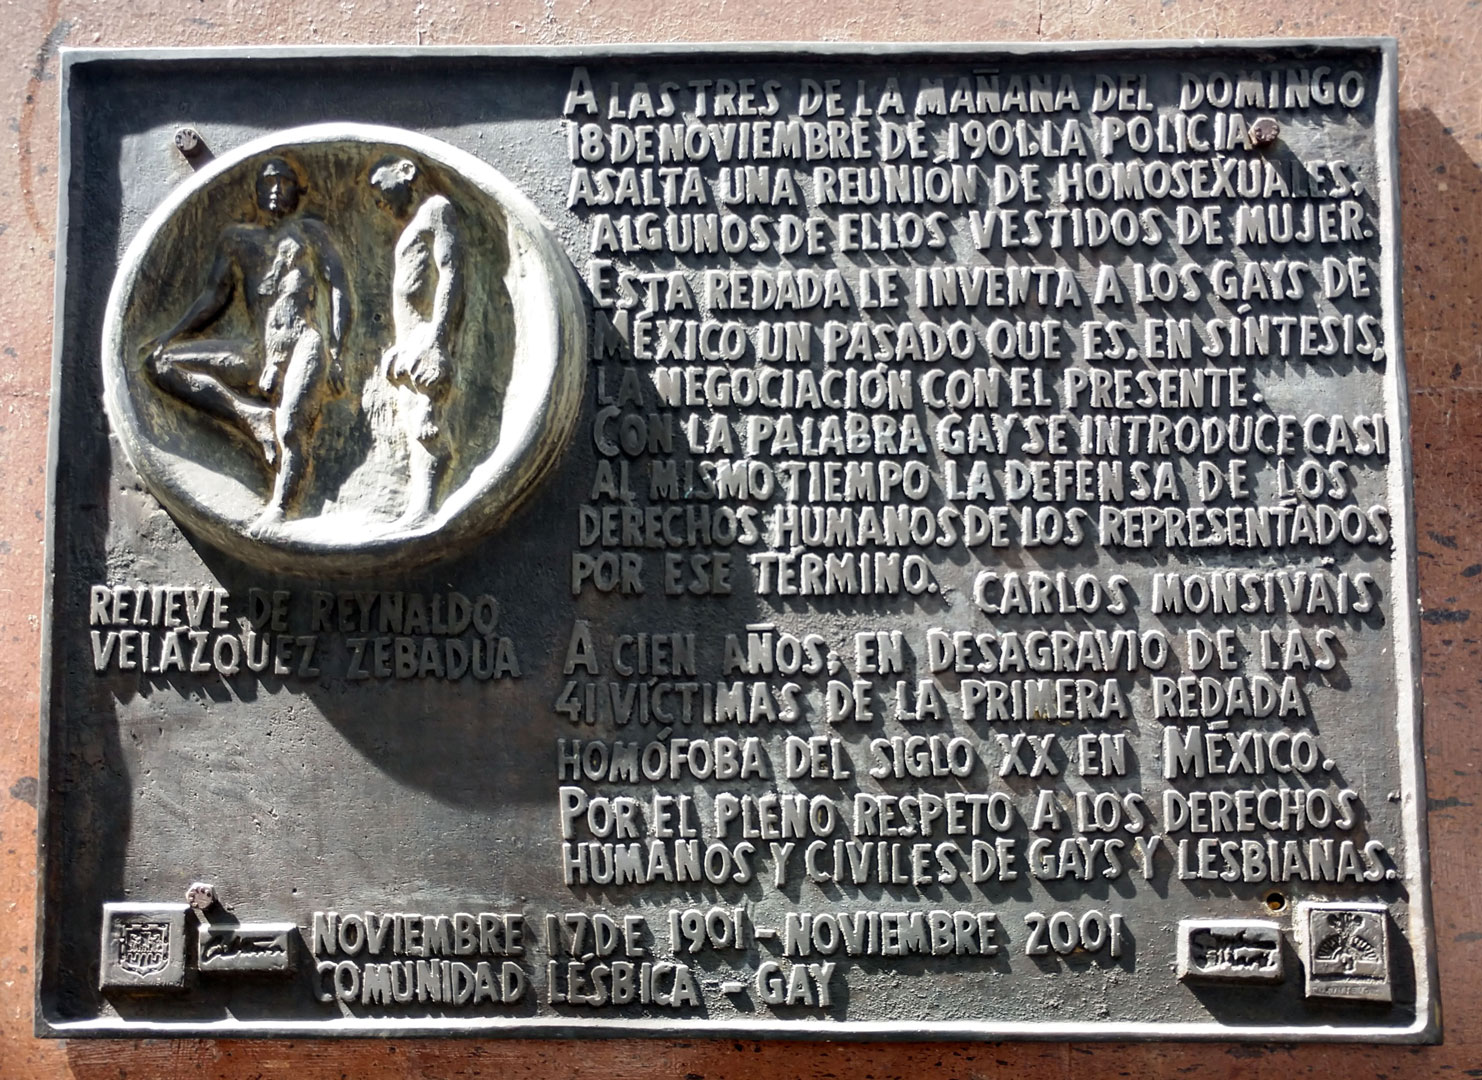 A LAS TRES DE LA MAÑANA DEL DOMINGO
18 DE NOVIEMBRE DE 1901, LA POLICIA
ASALTA UNA REUNIÓN DE HOMOSEXUALES,
ALGUNOS DE ELLOS VESTIDOS DE MUJER.
ESTA REDADA LE INVENTA A LOS GAYS DE
MÉXICO UN PASADO QUE ES, EN SÍNTESIS,
LA NEGOCIACIÓN CON EL PRESENTE.
CON LA PALABRA GAY SE INTRODUCE CASI
AL MISMO TIEMPO LA DEFENSA DE LOS
DERECHOS HUMANOS DE LOS REPRESENTADOS
POR ESE TÉRMINO.
CARLOS MONSIVÁIS
RELIEVE DE REYNALDO
VELÁZQUEZ ZEBADÚA
A CIEN AÑOS, EN DESAGRAVIO DE LAS
41 VÍCTIMAS DE LA PRIMERA REDADA
HOMÓFOBA DEL SIGLO XX EN MÉXICO.
POR EL PLENO RESPETO A LOS DERECHOS
HUMANOS Y CIVILES DE GAYS Y LESBIANAS.
NOVIEMBRE 17 DE 1901 - NOVIEMBRE 2001
COMUNIDAD LÉSBICA - GAY